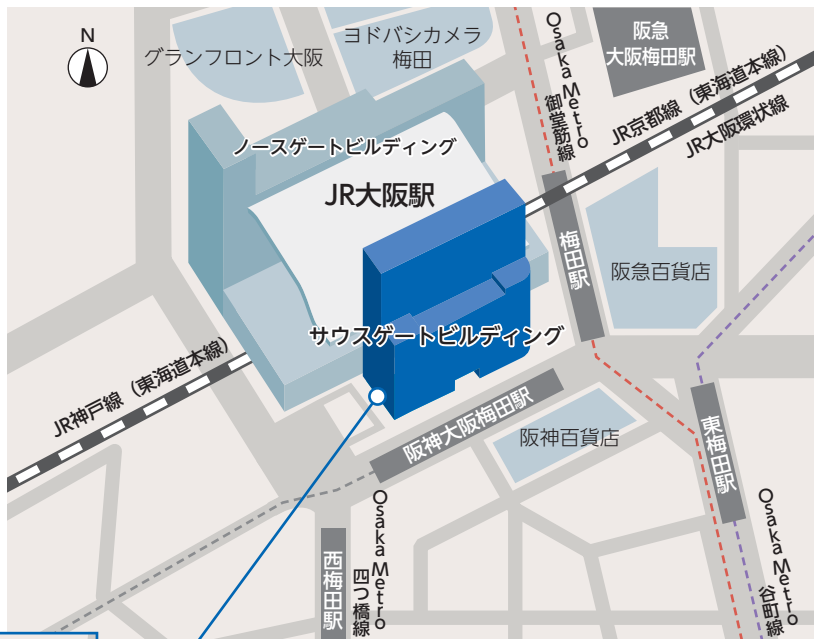 N
グランフロント大阪
ヨドバシカメラ
梅田
Osaka Metro
御堂筋線
阪急
大阪梅田駅
JR京都線（東海道本線）
JR大阪環状線
ノースゲートビルディング
JR大阪駅
梅田駅
阪急百貨店
サウスゲートビルディング
JR神戸線（東海道本線）
阪神大阪梅田駅
阪神百貨店
東梅田駅
Osaka Metro
四つ橋線
西梅田駅
Osaka Metro
谷町線